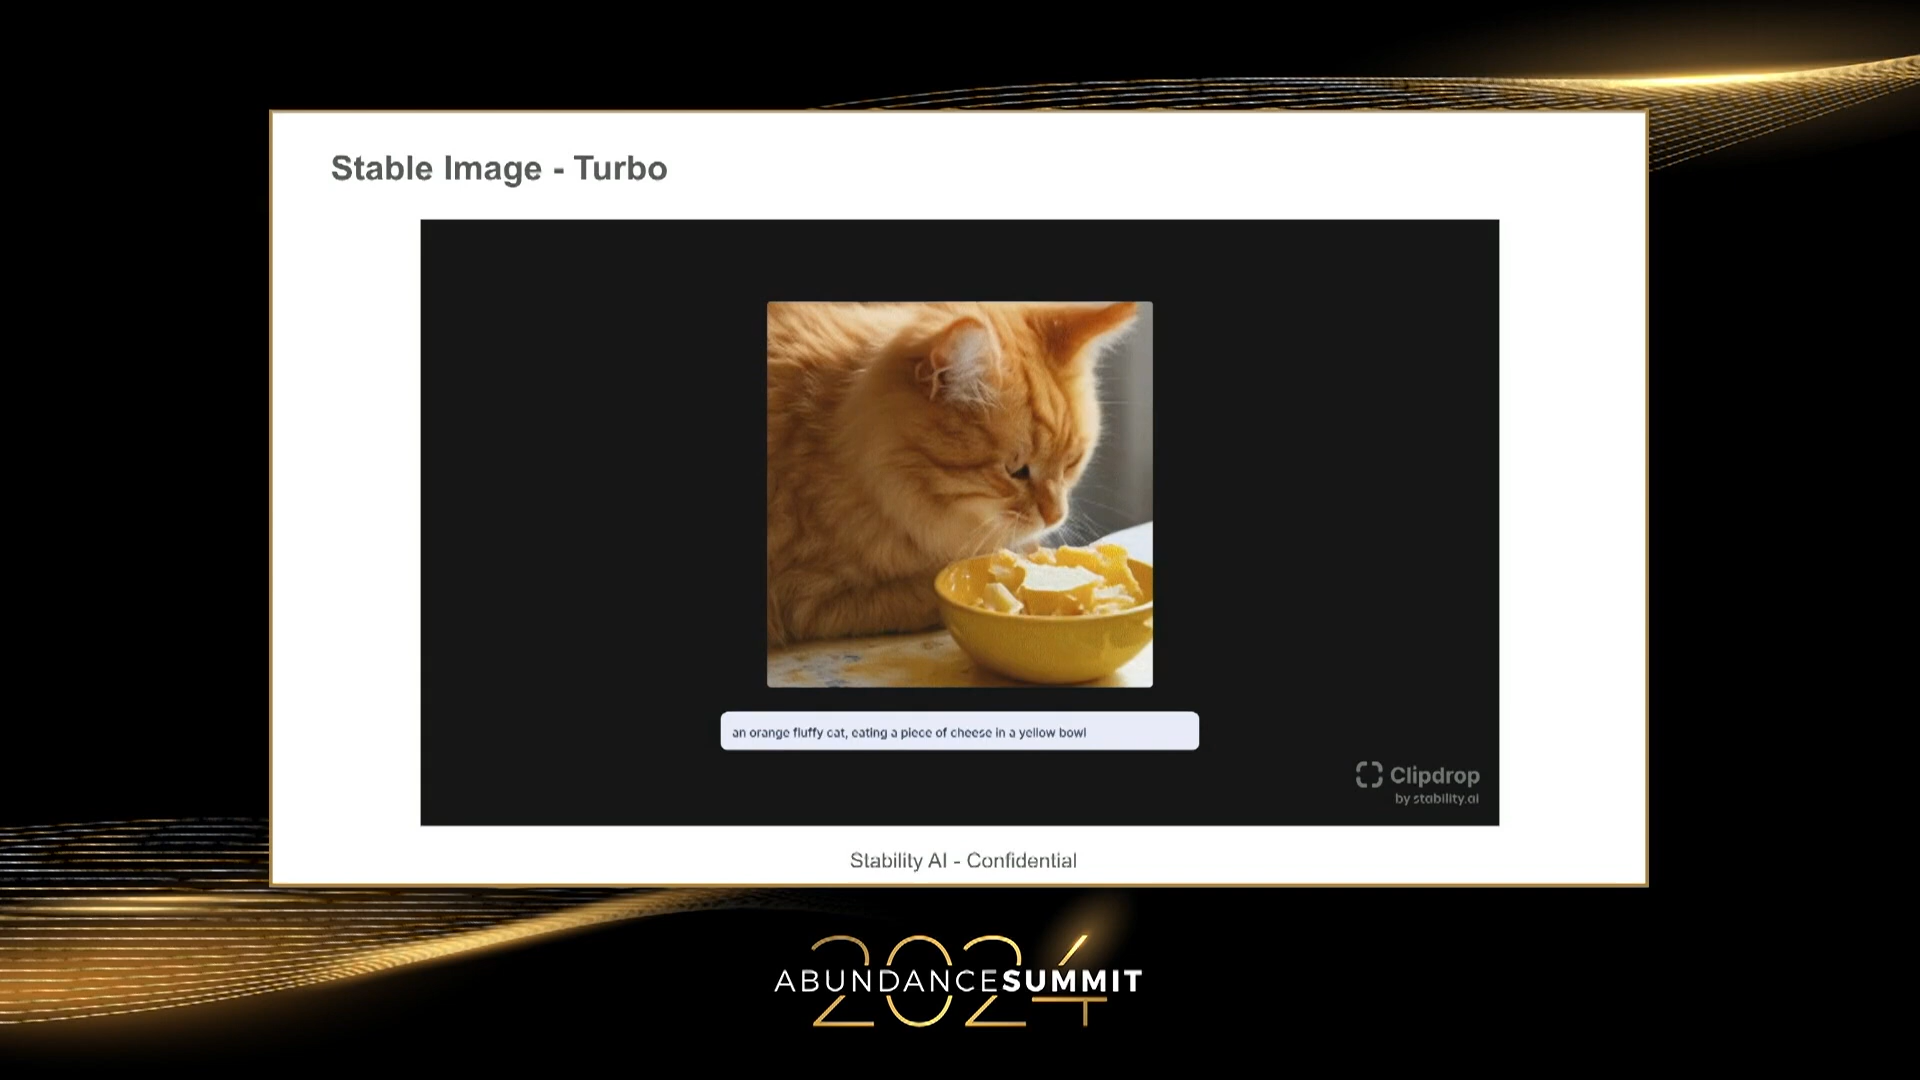 Stable Image - Turbo
an orange fluffy cat, eating a piece of cheese in a yellow bowl
Clipdrop
by stability.ai
Stability AI - Confidential
2024
ABUNDANCESUMMIT